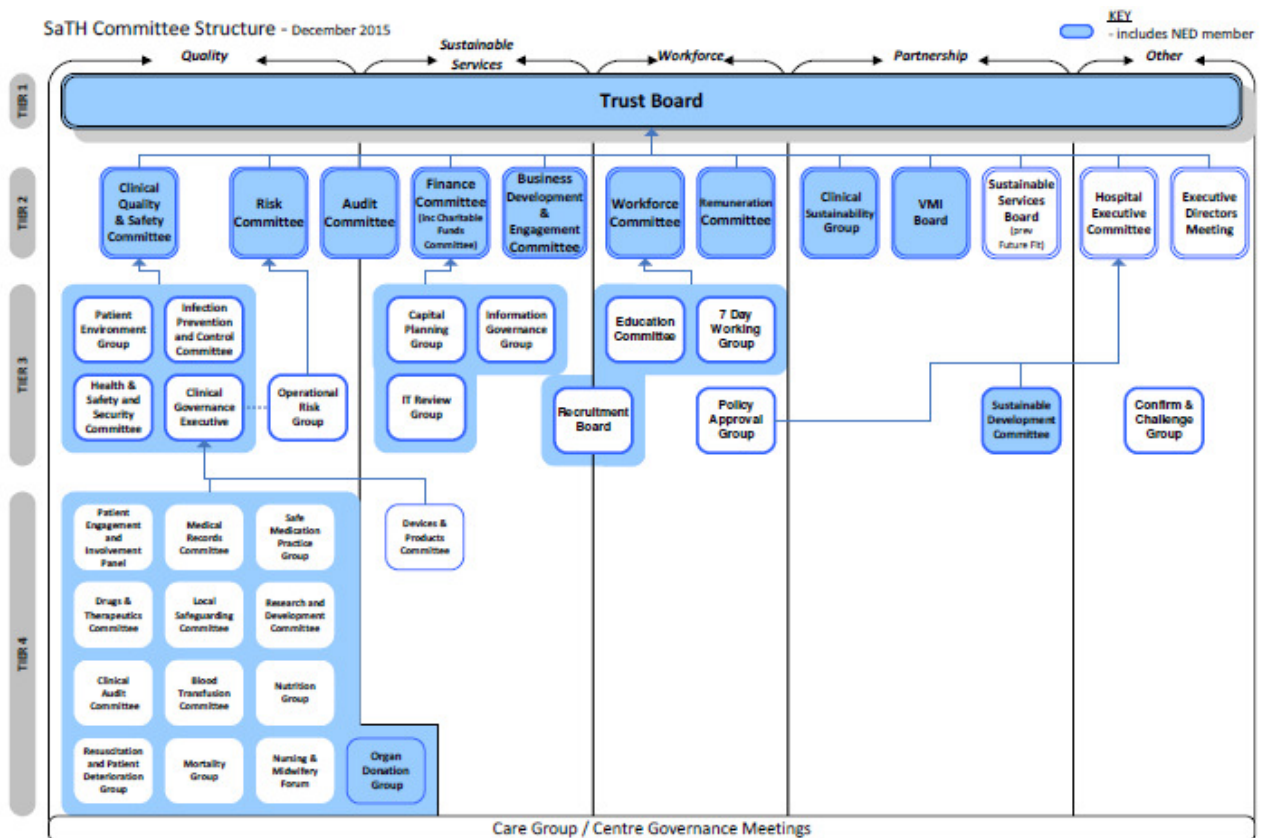 SaTH Committee Structure - December 2015
KEY
- includes NED member
Quality
Sustainable
Services
Workforce
Partnership
Other
TIER 1
Trust Board
TIER 2
Clinical
Quality
& Safety
Committee
Risk
Committee
Audit
Committee
Finance
Committee
(Inc Charitable
Funds
Committee)
Business
Development
&
Engagement
Committee
Workforce
Committee
Remuneration
Committee
Clinical
Sustainability
Group
VMI
Board
Sustainable
Services
Board
(prev
Future Fit)
Hospital
Executive
Committee
Executive
Directors
Meeting
TIER 3
Patient
Environment
Group
Infection
Prevention
and Control
Committee
Capital
Planning
Group
Information
Governance
Group
Education
Committee
7 Day
Working
Group
Health &
Safety and
Security
Committee
Clinical
Governance
Executive
Operational
Risk
Group
IT Review
Group
Recruitment
Board
Policy
Approval
Group
Sustainable
Development
Committee
Confirm &
Challenge
Group
TIER 4
Patient
Engagement
and
Involvement
Panel
Medical
Records
Committee
Safe
Medication
Practice
Group
Devices &
Products
Committee
Drugs &
Therapeutics
Committee
Local
Safeguarding
Committee
Research and
Development
Committee
Clinical
Audit
Committee
Blood
Transfusion
Committee
Nutrition
Group
Resuscitation
and Patient
Deterioration
Group
Mortality
Group
Nursing &
Midwifery
Forum
Organ
Donation
Group
Care Group / Centre Governance Meetings